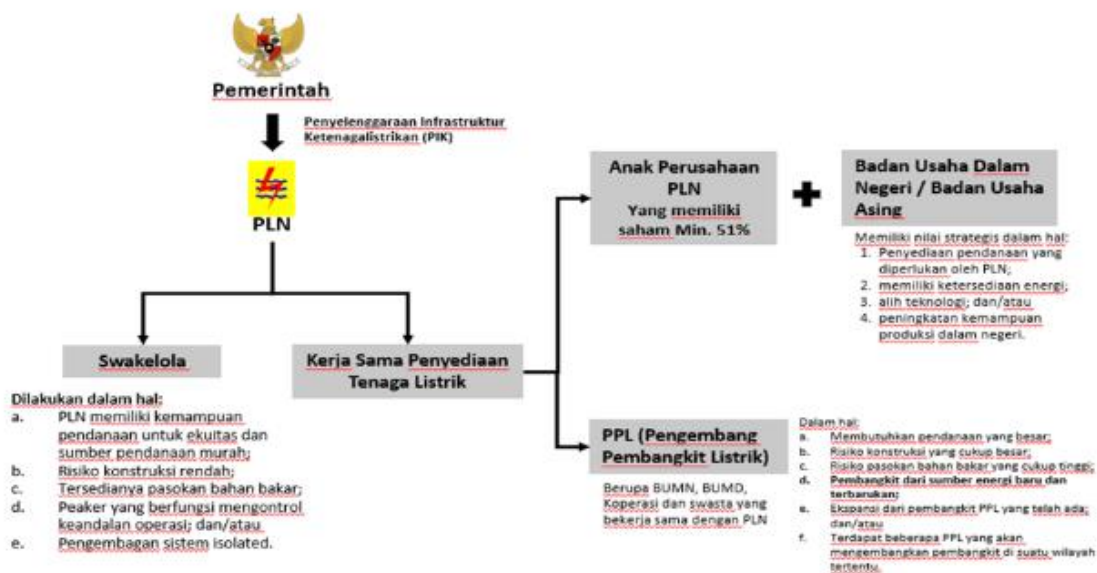 Pemerintah
Penyelenggaraan Infrastruktur
Ketenagalistrikan (PIK)
PLN
Swakelola
Dilakukan dalam hal:
a. PLN memiliki kemampuan
pendanaan untuk ekuitas dan
sumber pendanaan murah;
b. Risiko konstruksi rendah;
c. Tersedianya pasokan bahan bakar;
d. Peaker yang berfungsi mengontrol
keandalan operasi; dan/atau
e. Pengembagan sistem isolated.
Kerja Sama Penyediaan
Tenaga Listrik
Anak Perusahaan
PLN
Yang memiliki
saham Min. 51%
Badan Usaha Dalam
Negeri / Badan Usaha
Asing
Memiliki nilai strategis dalam hal:
1. Penyediaan pendanaan yang
diperlukan oleh PLN;
2. memiliki ketersediaan energi;
3. alih teknologi; dan/atau
4. peningkatan kemampuan
produksi dalam negeri.
PPL (Pengembang
Pembangkit Listrik)
Berupa BUMN, BUMD,
Koperasi dan swasta yang
bekerja sama dengan PLN
Dalam hal:
a. Membutuhkan pendanaan yang besar;
b. Risiko konstruksi yang cukup besar;
c. Risiko pasokan bahan bakar yang cukup tinggi;
d. Pembangkit dari sumber energi baru dan
terbarukan;
e. Ekspansi dari pembangkit PPL yang telah ada;
dan/atau
f. Terdapat beberapa PPL yang akan
mengembangkan pembangkit di suatu wilayah
tertentu.